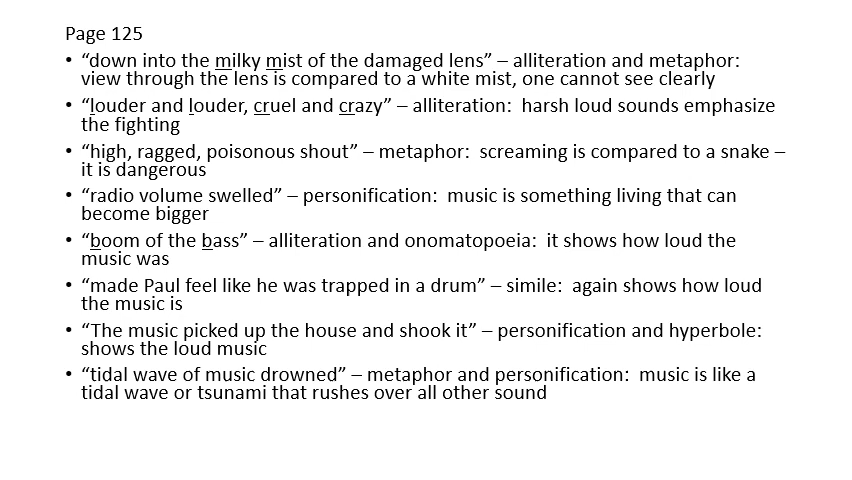 Page 125
• “down into the milky mist of the damaged lens” – alliteration and metaphor:
view through the lens is compared to a white mist, one cannot see clearly
• “louder and louder, cruel and crazy” – alliteration:  harsh loud sounds emphasize
the fighting
• “high, ragged, poisonous shout” – metaphor:  screaming is compared to a snake –
it is dangerous
• “radio volume swelled” – personification:  music is something living that can
become bigger
• “boom of the bass” – alliteration and onomatopoeia:  it shows how loud the
music was
• “made Paul feel like he was trapped in a drum” – simile:  again shows how loud
the music is
• “The music picked up the house and shook it” – personification and hyperbole:
shows the loud music
• “tidal wave of music drowned” – metaphor and personification:  music is like a
tidal wave or tsunami that rushes over all other sound